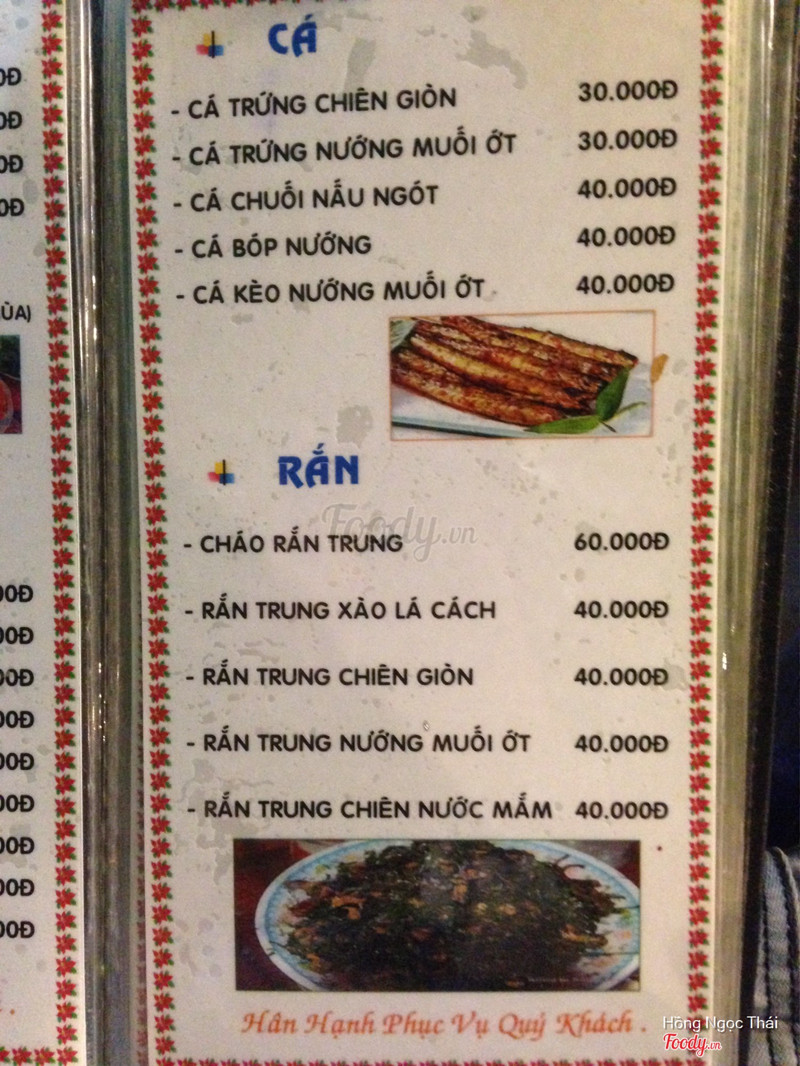 CÁ
- CÁ TRỨNG CHIÊN GIÒN 30.000Đ
- CÁ TRỨNG NƯỚNG MUỐI ỚT 30.000Đ
- CÁ CHUỐI NẤU NGÓT 40.000Đ
- CÁ BÓP NƯỚNG 40.000Đ
- CÁ KÈO NƯỚNG MUỐI ỚT 40.000Đ
RẮN
Foody.vn
- CHÁO RẮN TRUNG 60.000Đ
- RẮN TRUNG XÀO LÁ CÁCH 40.000Đ
- RẮN TRUNG CHIÊN GIÒN 40.000Đ
- RẮN TRUNG NƯỚNG MUỐI ỚT 40.000Đ
- RẮN TRUNG CHIÊN NƯỚC MẮM 40.000Đ
Hân Hạnh Phục Vụ Quý Khách .
Hồng Ngọc Thái
Foody.vn